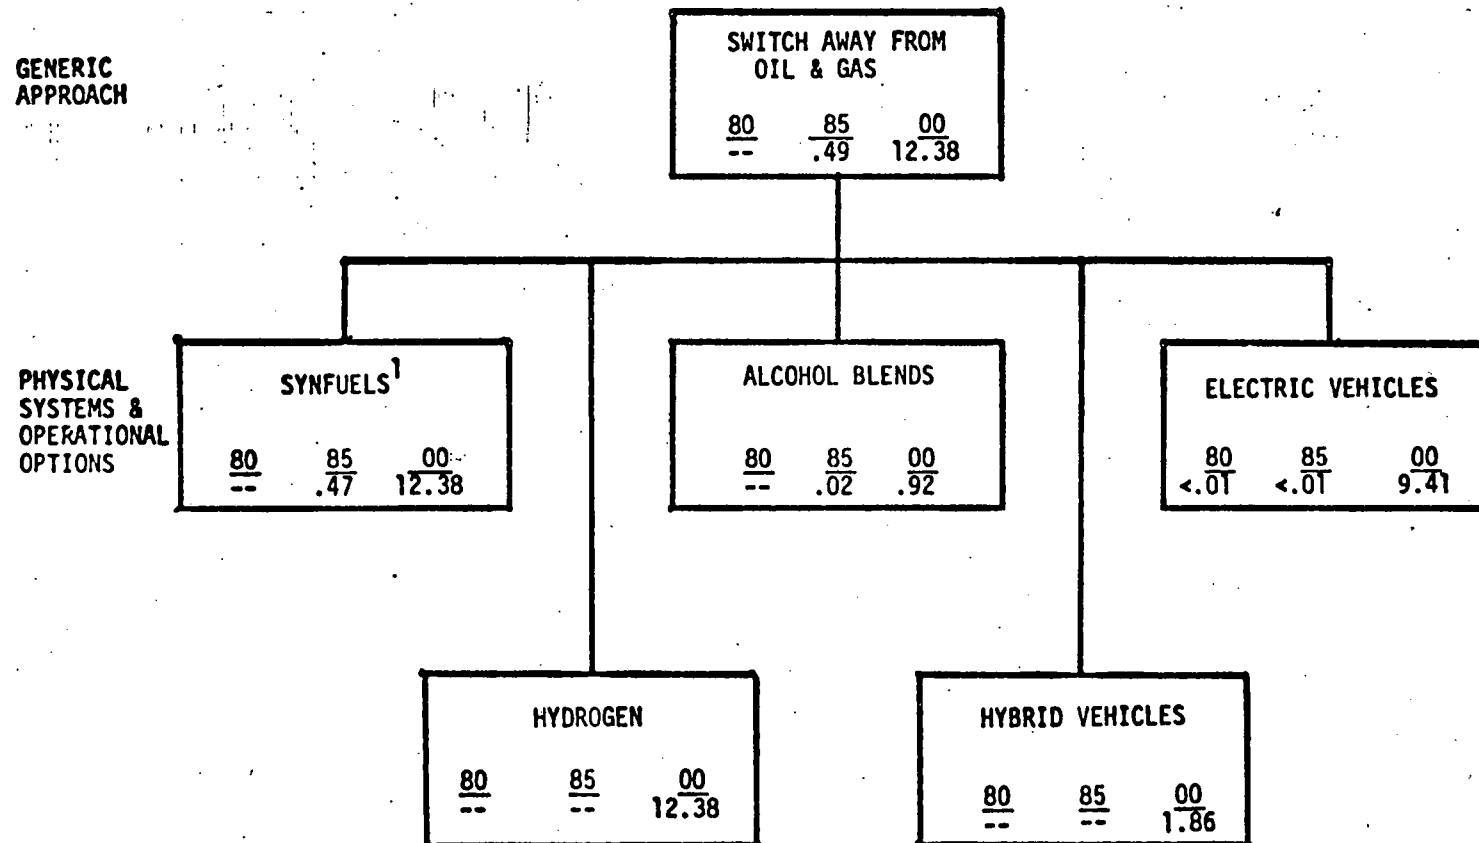 GENERIC
APPROACH
SWITCH AWAY FROM
OIL & GAS
80 85 00
-- .49 12.38
PHYSICAL
SYSTEMS &
OPERATIONAL
OPTIONS
SYNFUELS1
80 85 00
-- .47 12.38
ALCOHOL BLENDS
80 85 00
-- .02 .92
ELECTRIC VEHICLES
80 85 00
<.01 <.01 9.41
HYDROGEN
80 85 00
-- -- 12.38
HYBRID VEHICLES
80 85 00
-- -- 1.86